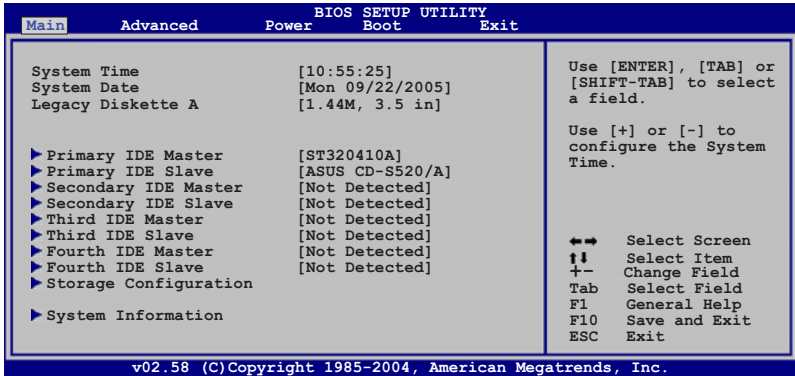 BIOS SETUP UTILITY
Main Advanced Power Boot Exit
System Time [10:55:25]
System Date [Mon 09/22/2005]
Legacy Diskette A [1.44M, 3.5 in]
Primary IDE Master [ST320410A]
Primary IDE Slave [ASUS CD-S520/A]
Secondary IDE Master [Not Detected]
Secondary IDE Slave [Not Detected]
Third IDE Master [Not Detected]
Third IDE Slave [Not Detected]
Fourth IDE Master [Not Detected]
Fourth IDE Slave [Not Detected]
Storage Configuration
System Information
Use [ENTER], [TAB] or
[SHIFT-TAB] to select
a field.
Use [+] or [-] to
configure the System
Time.
Select Screen
Select Item
+- Change Field
Tab Select Field
F1 General Help
F10 Save and Exit
ESC Exit
v02.58 (C)Copyright 1985-2004, American Megatrends, Inc.